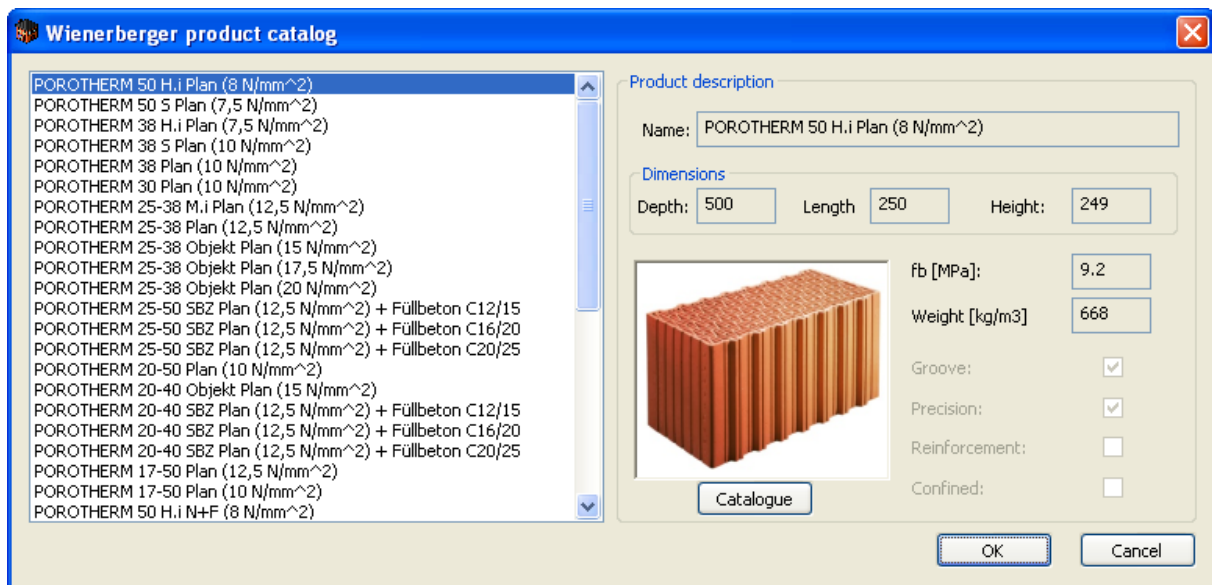 Wienerberger product catalog
POROTHERM 50 H.i Plan (8 N/mm^2)
POROTHERM 50 S Plan (7,5 N/mm^2)
POROTHERM 38 H.i Plan (7,5 N/mm^2)
POROTHERM 38 S Plan (10 N/mm^2)
POROTHERM 38 Plan (10 N/mm^2)
POROTHERM 30 Plan (10 N/mm^2)
POROTHERM 25-38 M.i Plan (12,5 N/mm^2)
POROTHERM 25-38 Plan (12,5 N/mm^2)
POROTHERM 25-38 Objekt Plan (15 N/mm^2)
POROTHERM 25-38 Objekt Plan (17,5 N/mm^2)
POROTHERM 25-38 Objekt Plan (20 N/mm^2)
POROTHERM 25-50 SBZ Plan (12,5 N/mm^2) + Füllbeton C12/15
POROTHERM 25-50 SBZ Plan (12,5 N/mm^2) + Füllbeton C16/20
POROTHERM 25-50 SBZ Plan (12,5 N/mm^2) + Füllbeton C20/25
POROTHERM 20-50 Plan (10 N/mm^2)
POROTHERM 20-40 Objekt Plan (15 N/mm^2)
POROTHERM 20-40 SBZ Plan (12,5 N/mm^2) + Füllbeton C12/15
POROTHERM 20-40 SBZ Plan (12,5 N/mm^2) + Füllbeton C16/20
POROTHERM 20-40 SBZ Plan (12,5 N/mm^2) + Füllbeton C20/25
POROTHERM 17-50 Plan (12,5 N/mm^2)
POROTHERM 17-50 Plan (10 N/mm^2)
POROTHERM 50 H.i N+F (8 N/mm^2)
Product description
Name: POROTHERM 50 H.i Plan (8 N/mm^2)
Dimensions
Depth: 500 Length 250 Height: 249
fb [MPa]: 9.2
Weight [kg/m3] 668
Groove:
Precision:
Reinforcement:
Confined:
Catalogue
OK Cancel